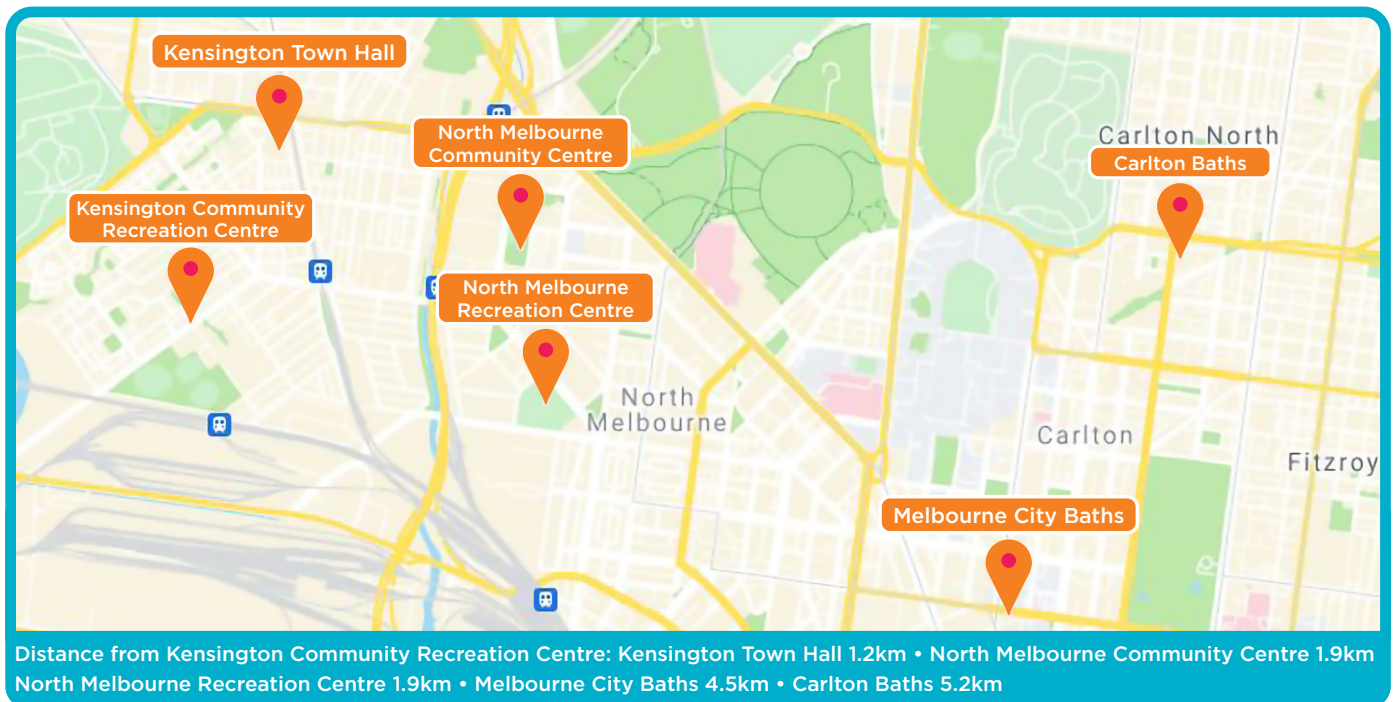 Kensington Town Hall
North Melbourne
Community Centre
Carlton North
Carlton Baths
Kensington Community
Recreation Centre
North Melbourne
Recreation Centre
North
Melbourne
Carlton
Fitzroy
Melbourne City Baths
Distance from Kensington Community Recreation Centre: Kensington Town Hall 1.2km • North Melbourne Community Centre 1.9km
North Melbourne Recreation Centre 1.9km • Melbourne City Baths 4.5km • Carlton Baths 5.2km